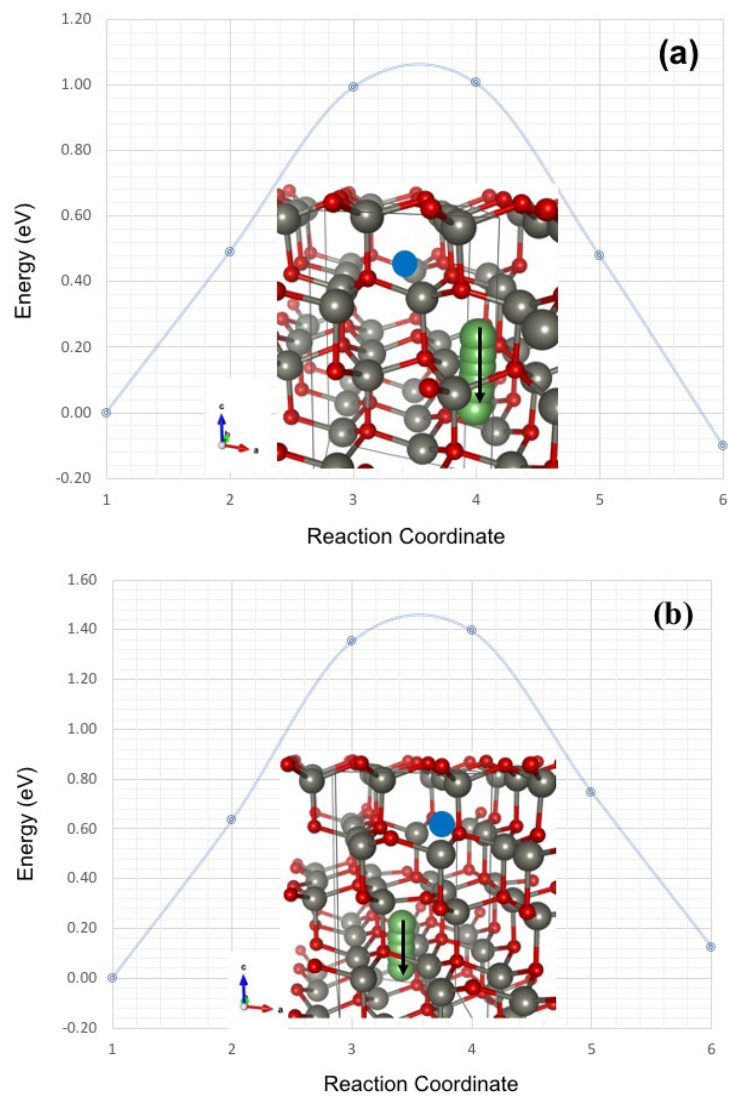 1.20
(a)
1.00
0.80
0.60
0.40
0.20
0.00
-0.20
Energy (eV)
c
b
a
1 2 3 4 5 6
Reaction Coordinate
1.60
(b)
1.40
1.20
1.00
0.80
0.60
0.40
0.20
0.00
-0.20
Energy (eV)
c
a
1 2 3 4 5 6
Reaction Coordinate